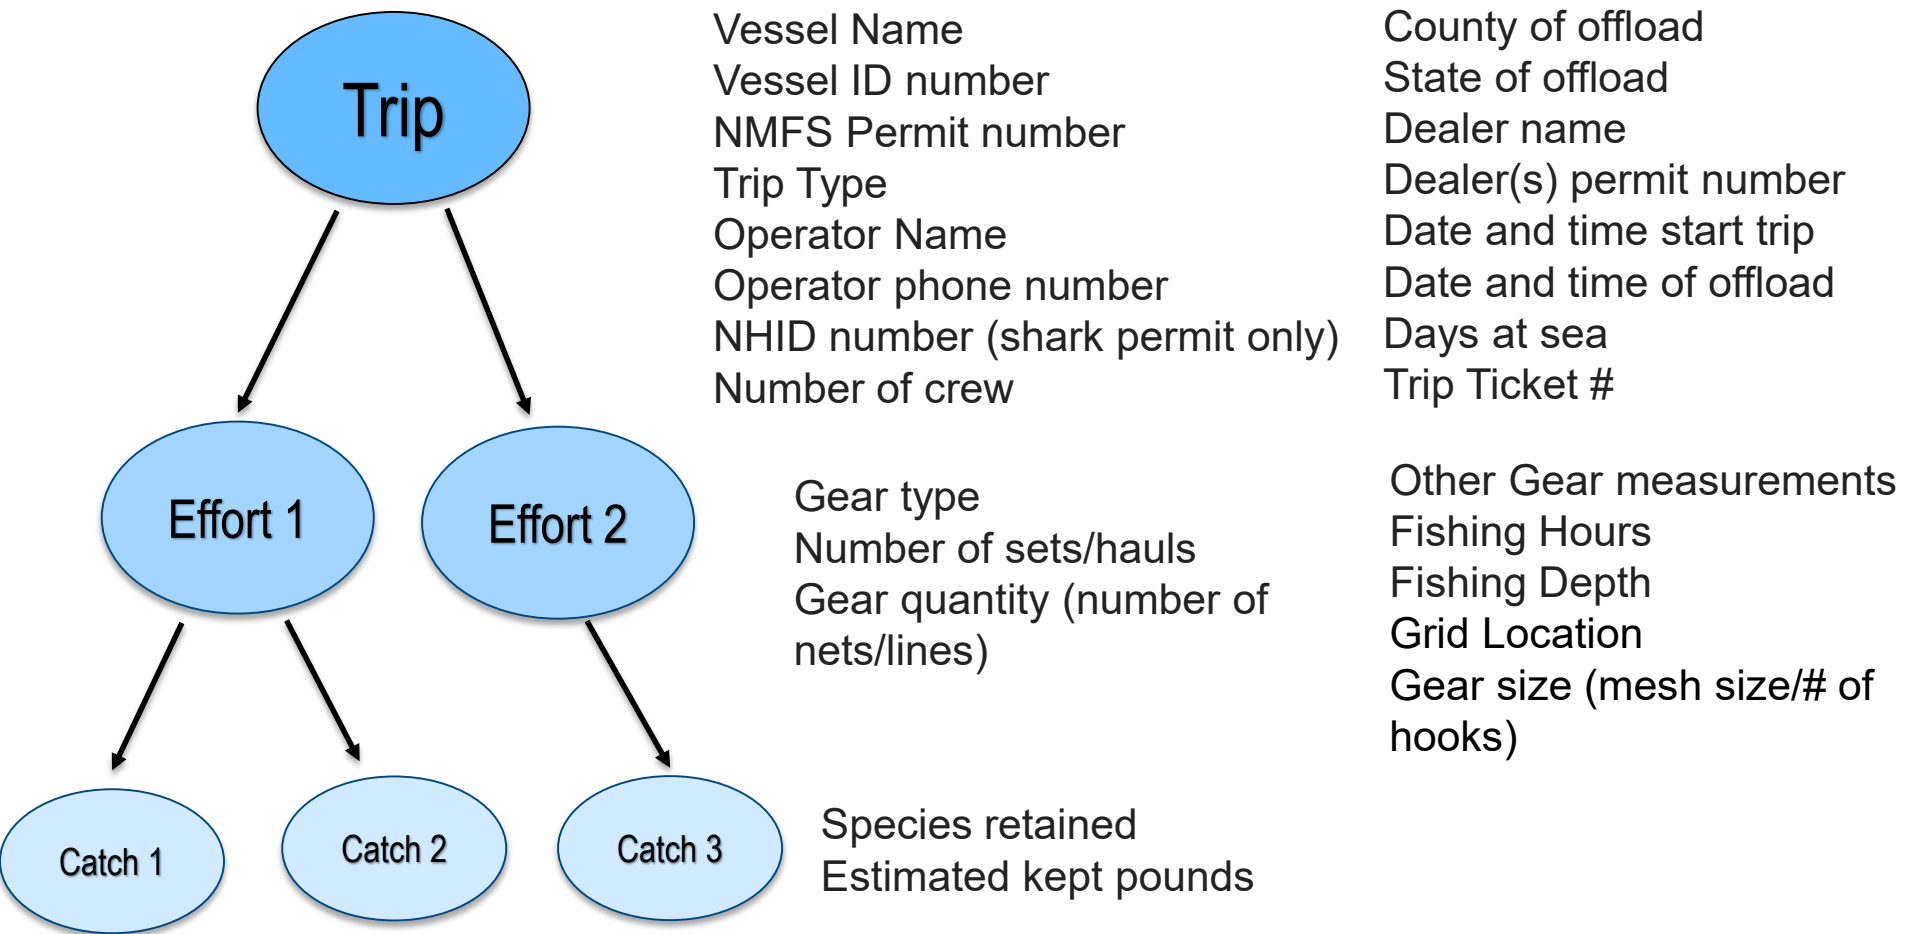 Trip
Vessel Name
Vessel ID number
NMFS Permit number
Trip Type
Operator Name
Operator phone number
NHID number (shark permit only)
Number of crew
County of offload
State of offload
Dealer name
Dealer(s) permit number
Date and time start trip
Date and time of offload
Days at sea
Trip Ticket #
Effort 1
Effort 2
Gear type
Number of sets/hauls
Gear quantity (number of
nets/lines)
Other Gear measurements
Fishing Hours
Fishing Depth
Grid Location
Gear size (mesh size/# of
hooks)
Catch 1
Catch 2
Catch 3
Species retained
Estimated kept pounds